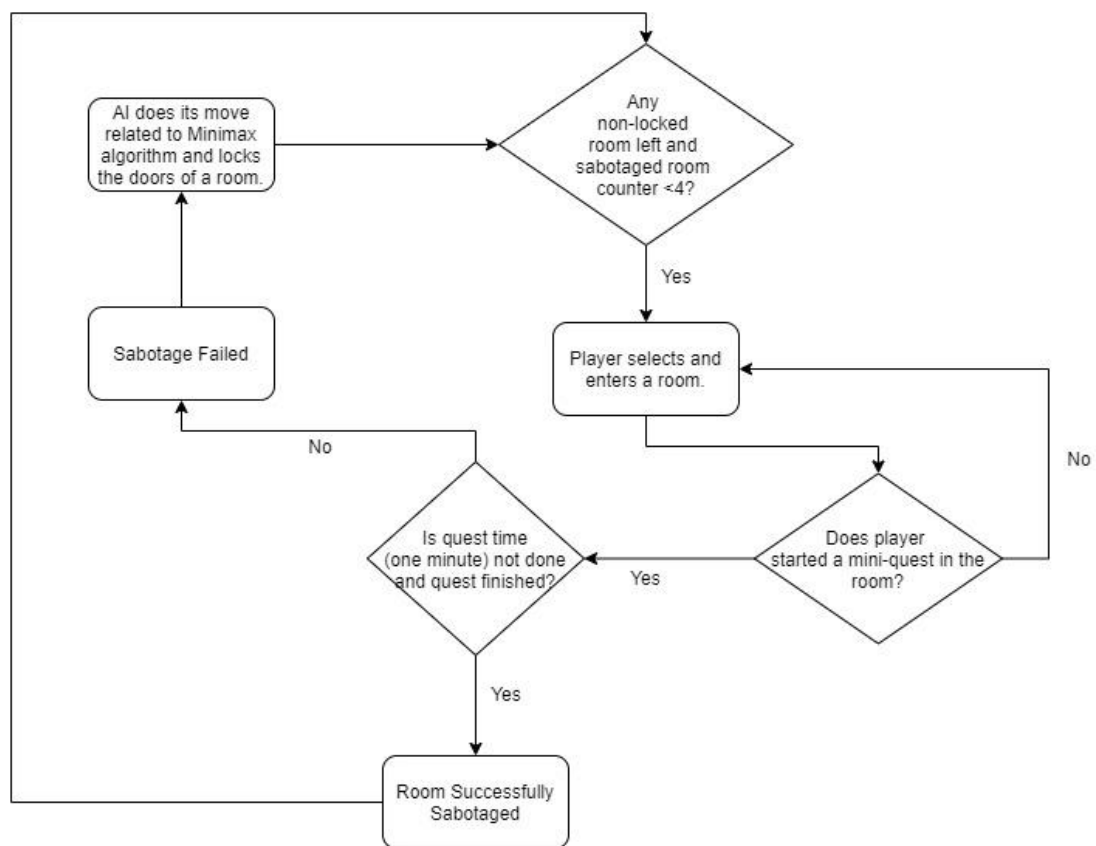 AI does its move
related to Minimax
algorithm and locks
the doors of a room.
Any
non-locked
room left and
sabotaged room
counter <4?
Yes
Sabotage Failed
Player selects and
enters a room.
No
No
Is quest time
(one minute) not done
and quest finished?
Yes
Does player
started a mini-quest in the
room?
Yes
Room Successfully
Sabotaged